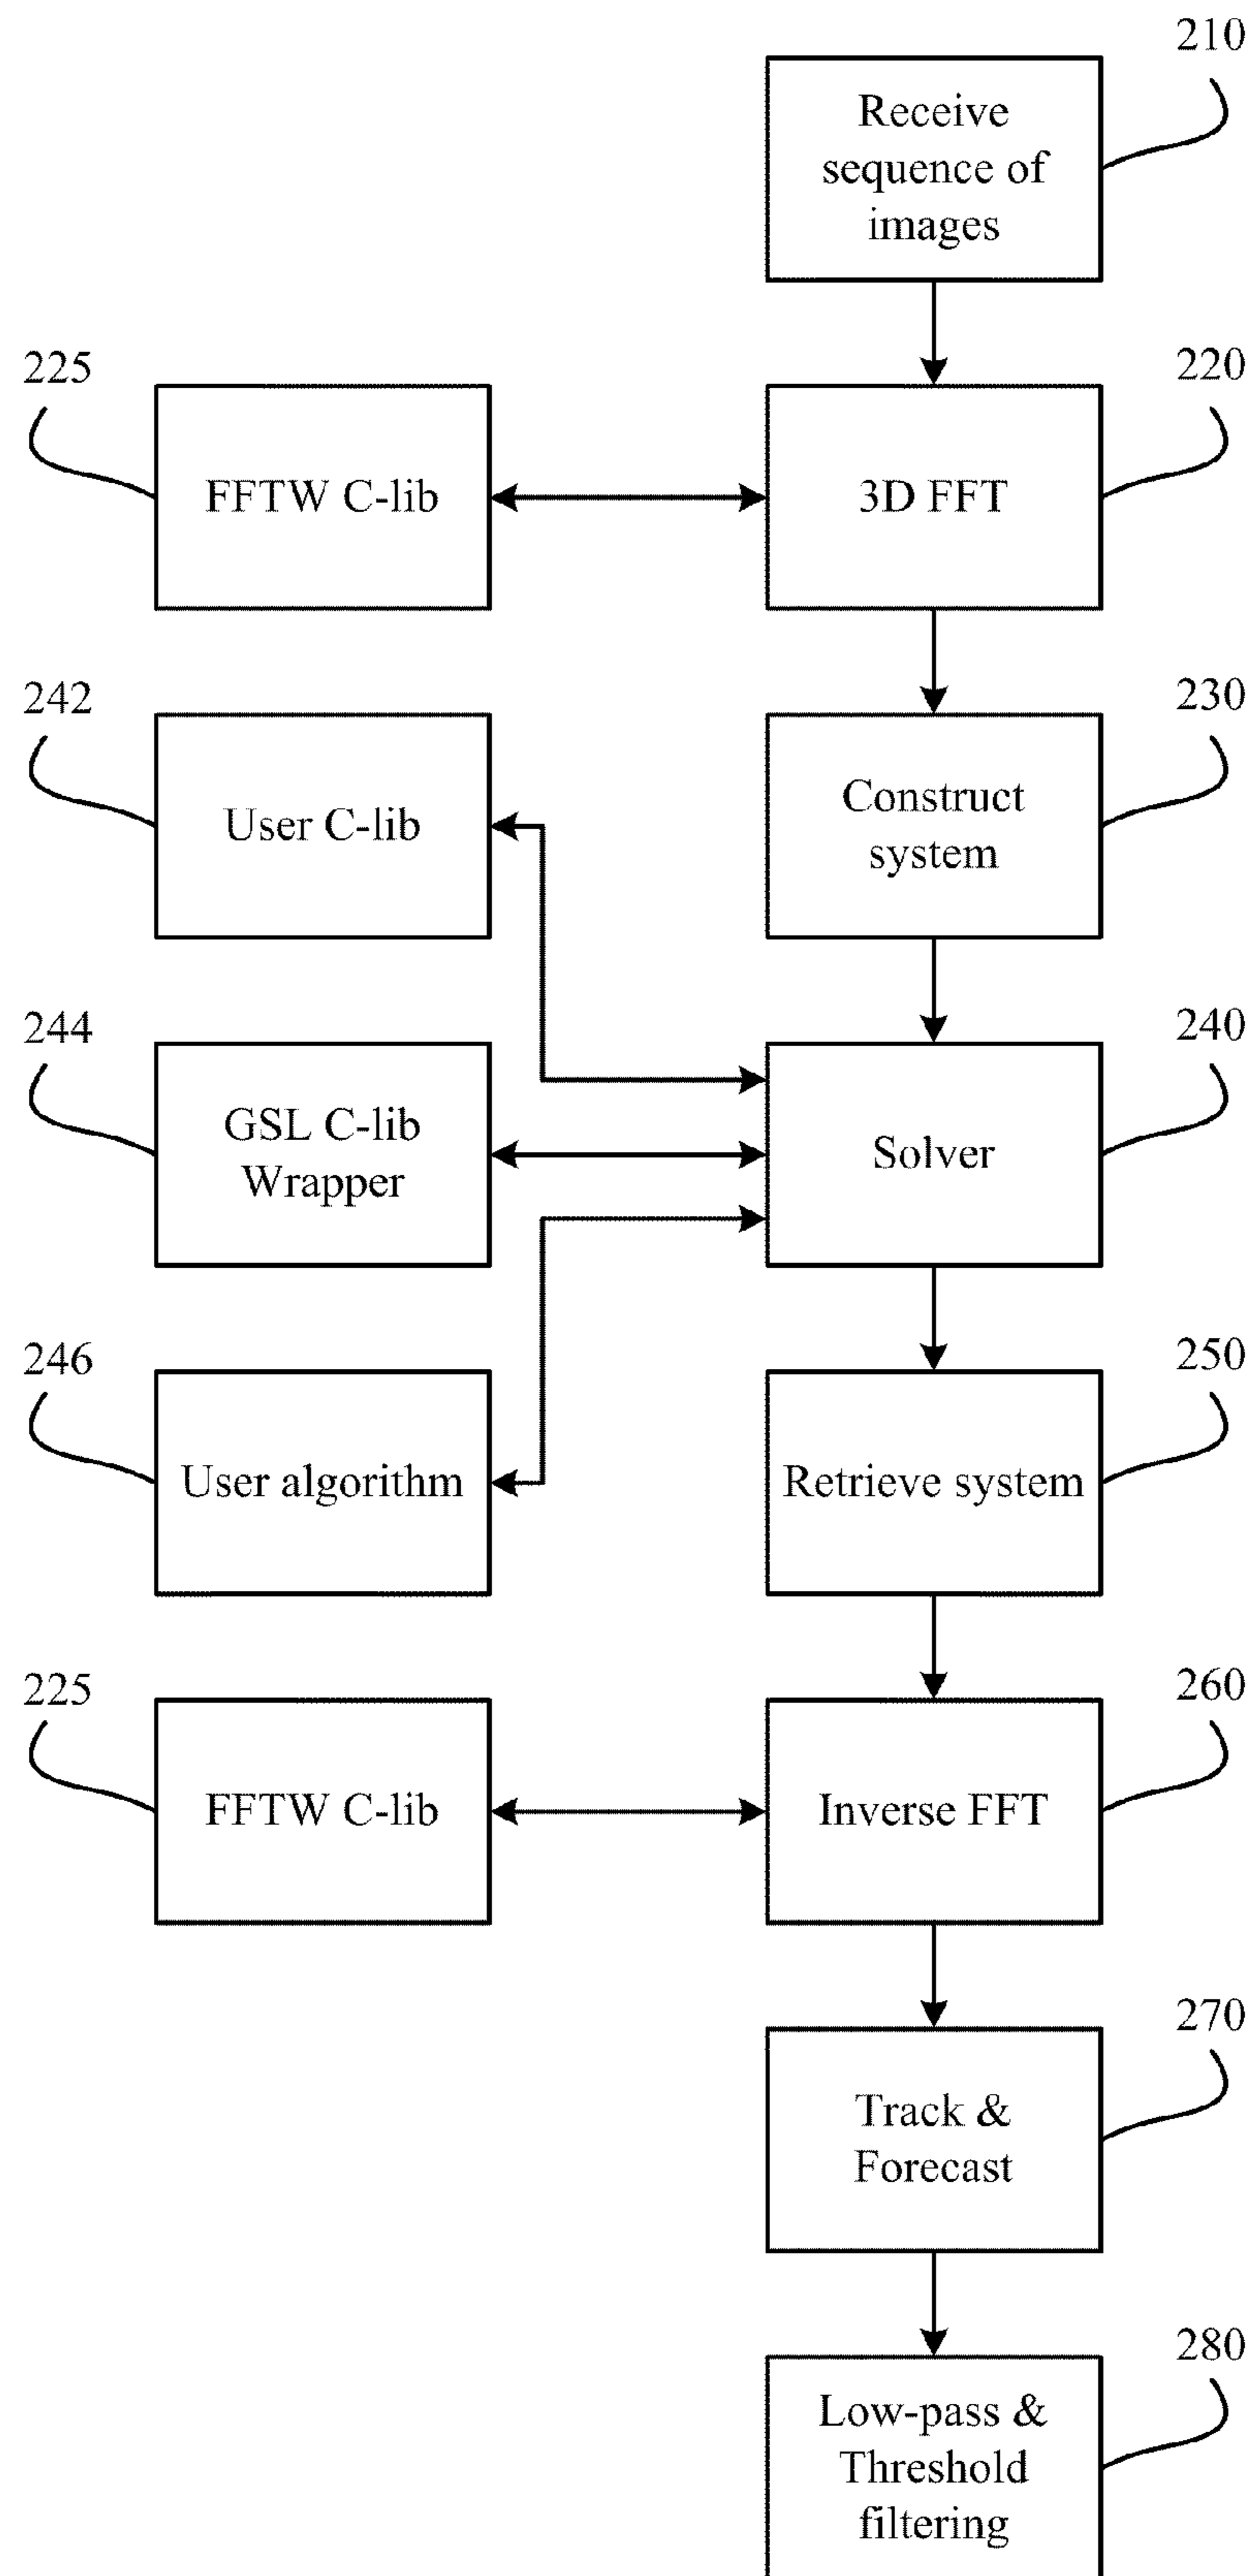 210
Receive
sequence of
images
225
FFTW C-lib
220
3D FFT
242
User C-lib
230
Construct
system
244
GSL C-lib
Wrapper
240
Solver
246
User algorithm
250
Retrieve system
225
FFTW C-lib
260
Inverse FFT
270
Track &
Forecast
280
Low-pass &
Threshold
filtering